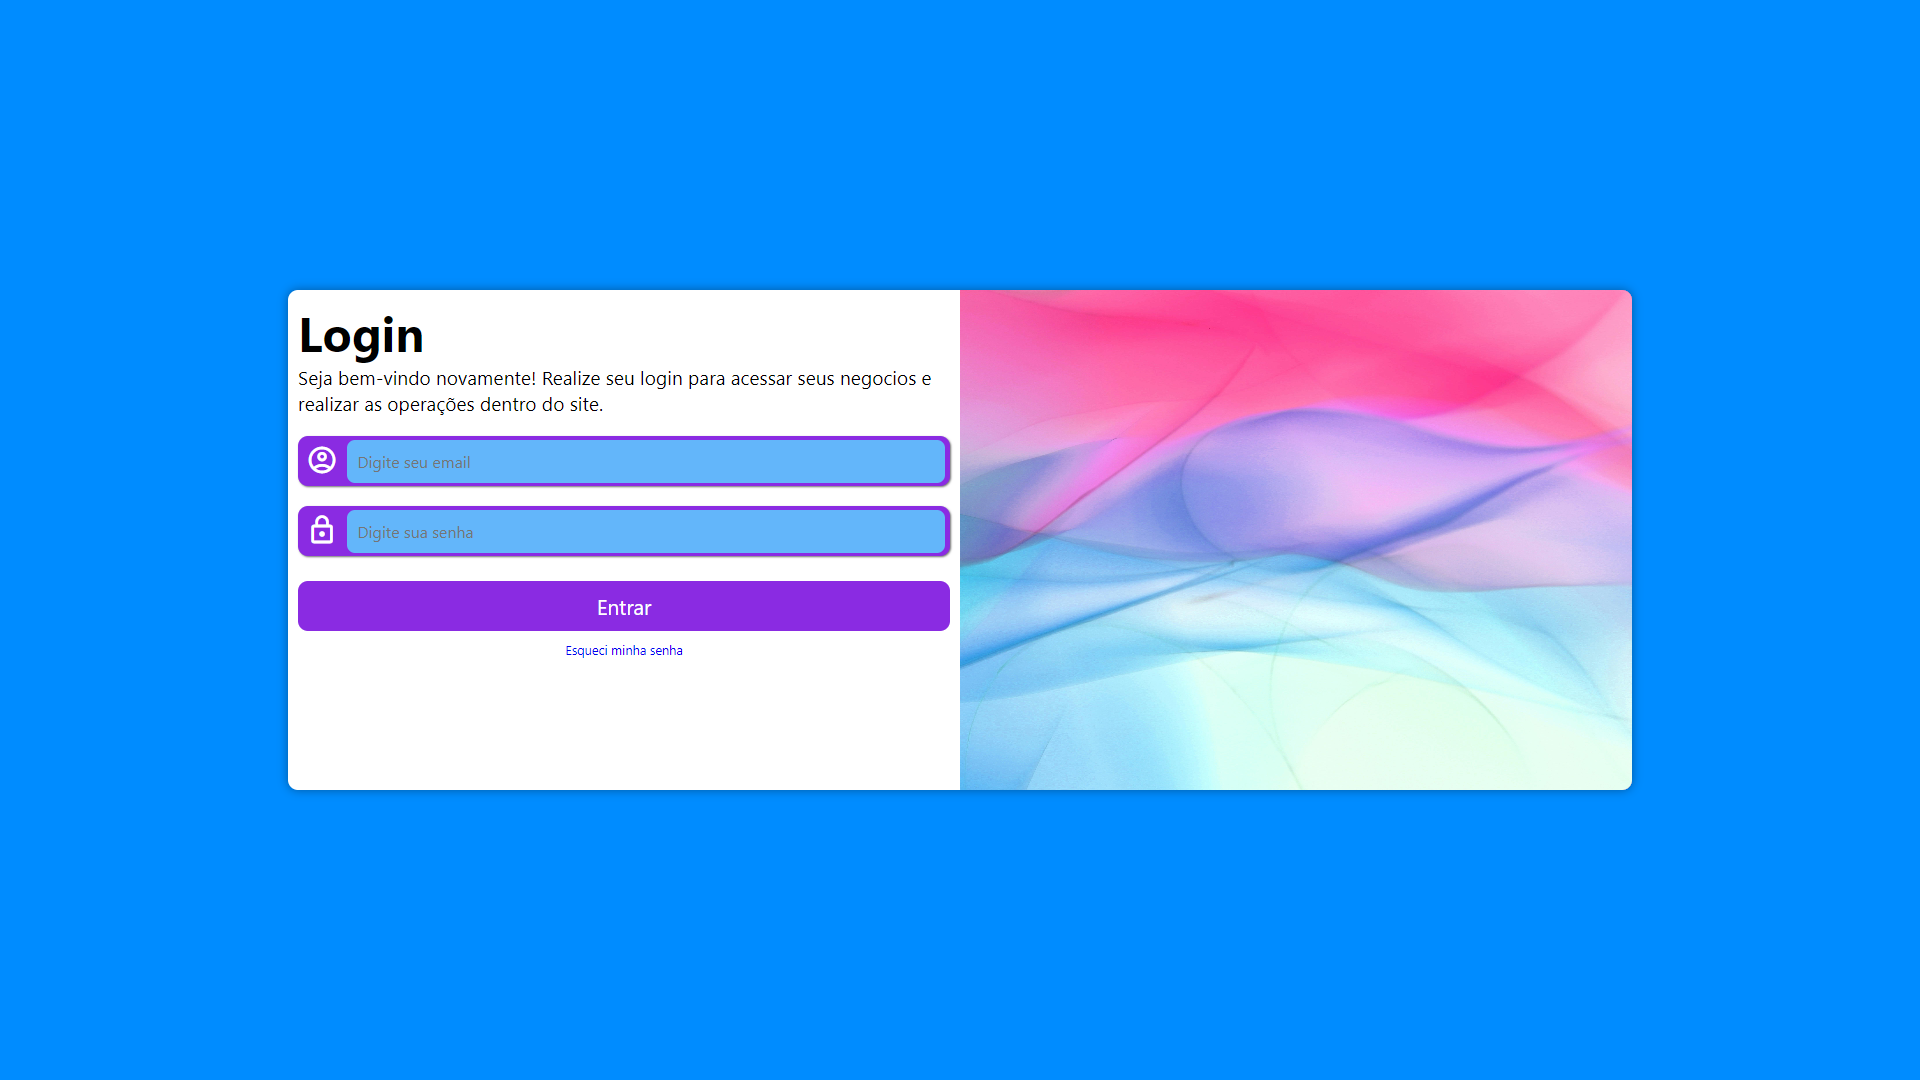 Login
Seja bem-vindo novamente! Realize seu login para acessar seus negocios e
realizar as operações dentro do site.
Digite seu email
Digite sua senha
Entrar
Esqueci minha senha